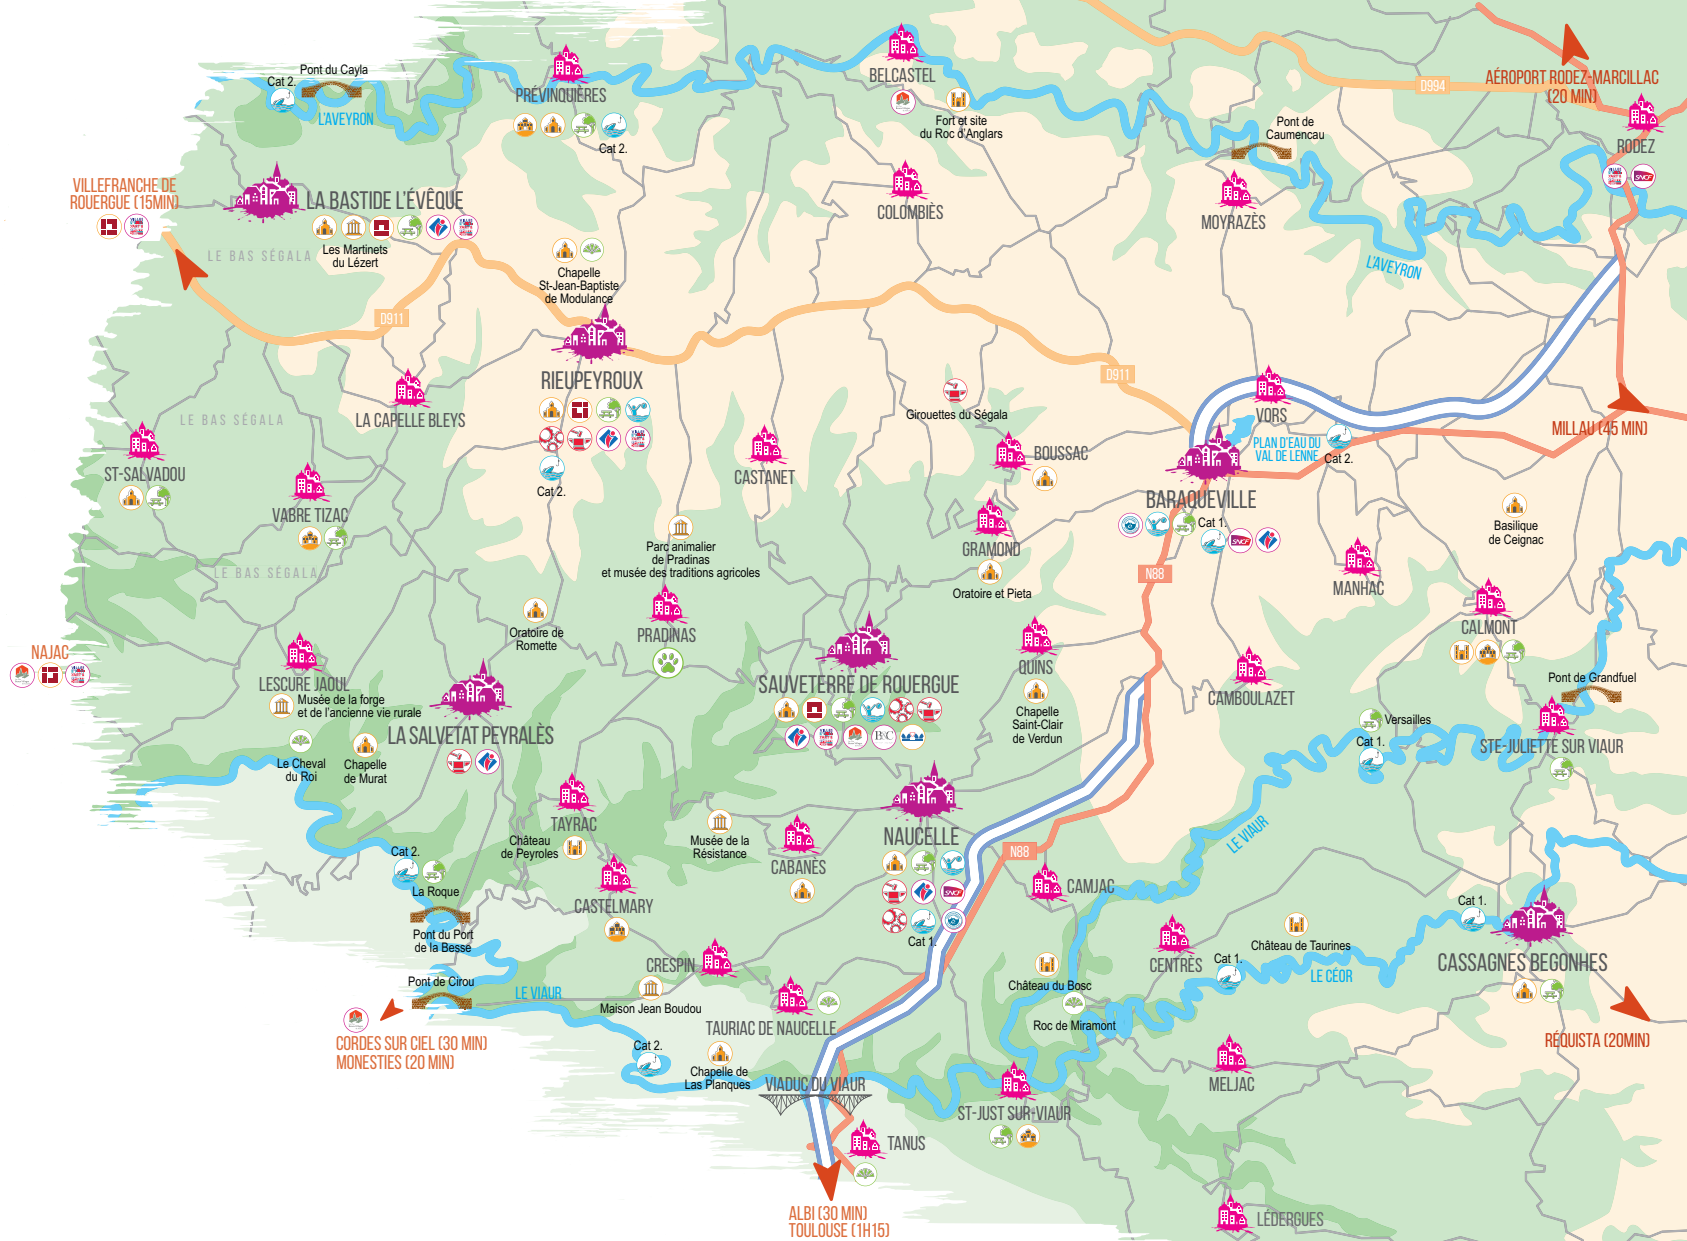 Pont du Cayla
Cat 2.
L'AVEYRON
PRÉVINQUIÈRES
Cat 2.
BELCASTEL
Fort et site
du Roc d'Anglars
D994
AÉROPORT RODEZ-MARCILLAC
(20 MIN)
RODEZ
SNCF
Pont de
Caumencau
MOYRAZÈS
L'AVEYRON
COLOMBIÈS
VILLEFRANCHE DE
ROUERGUE (15MIN)
LA BASTIDE L'ÉVÊQUE
Les Martinets
du Lézert
LE BAS SÉGALA
Chapelle
St-Jean-Baptiste
de Modulance
D911
RIEUPEYROUX
Cat 2.
LA CAPELLE BLEYS
LE BAS SÉGALA
ST-SALVADOU
VABRE TIZAC
LE BAS SÉGALA
D911
Girouettes du Ségala
BOUSSAC
CASTANET
GRAMOND
Oratoire et Pieta
VORS
PLAN D'EAU DU
VAL DE LENNE
Cat 2.
MILLAU (45 MIN)
BARAQUEVILLE
Cat 1.
SNCF
N88
MANHAC
Basilique
de Ceignac
CALMONT
Parc animalier
de Pradinas
et musée des traditions agricoles
PRADINAS
Oratoire de
Romette
NAJAC
LESCURE JAOUL
Musée de la forge
et de l'ancienne vie rurale
LA SALVETAT PEYRALÈS
Le Cheval
du Roi
Chapelle
de Murat
SAUVETERRE DE ROUERGUE
QUINS
Chapelle
Saint-Clair
de Verdun
CAMBOULAZET
Pont de Grandfuel
Versailles
Cat 1.
STE-JULIETTE SUR VIAUR
TAYRAC
Château
de Peyroles
Musée de la
Résistance
CABANÈS
NAUCELLE
SNCF
Cat 1.
N88
CAMJAC
LE VIAUR
Cat 2.
La Roque
Pont du Port
de la Besse
CASTELMARY
CRESPIN
Maison Jean Boudou
Pont de Cirou
LE VIAUR
CORDES SUR CIEL (30 MIN)
MONESTIES (20 MIN)
TAURIAC DE NAUCELLE
Cat 2.
Chapelle de
Las Planques
VIADUC DU VIAUR
Château du Bosc
Roc de Miramont
CENTRÈS
Cat 1.
Château de Taurines
LE CÉOR
Cat 1.
CASSAGNES BEGONHES
RÉQUISTA (20MIN)
MELJAC
ST-JUST SUR-VIAUR
TANUS
ALBI (30 MIN)
TOULOUSE (1H15)
LÉDERGUES